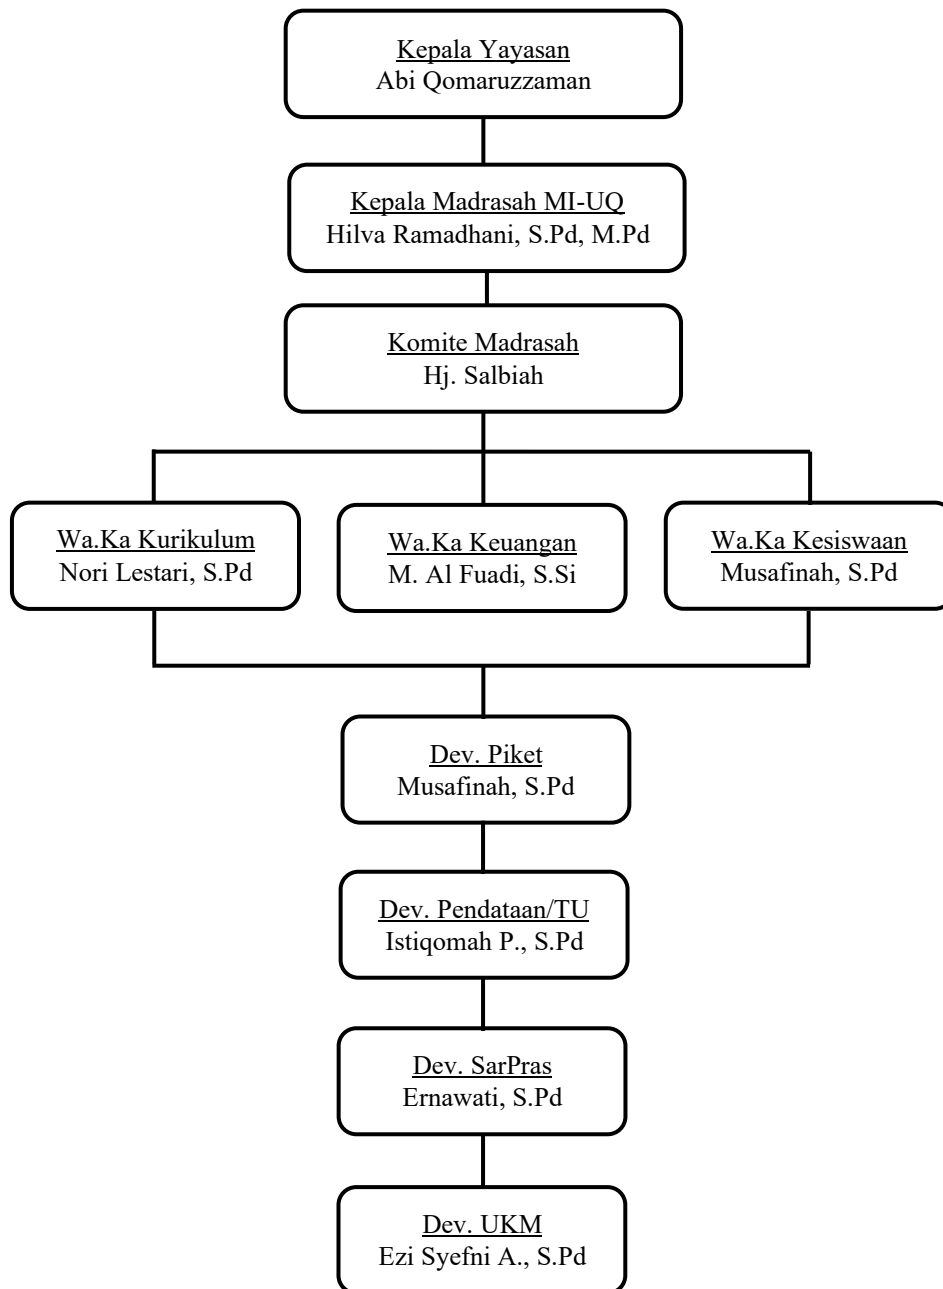 Kepala Yayasan
Abi Qomaruzzaman
Kepala Madrasah MI-UQ
Hilva Ramadhani, S.Pd, M.Pd
Komite Madrasah
Hj. Salbiah
Wa.Ka Kurikulum
Nori Lestari, S.Pd
Wa.Ka Keuangan
M. Al Fuadi, S.Si
Wa.Ka Kesiswaan
Musafinah, S.Pd
Dev. Piket
Musafinah, S.Pd
Dev. Pendataan/TU
Istiqomah P., S.Pd
Dev. SarPras
Ernawati, S.Pd
Dev. UKM
Ezi Syefni A., S.Pd